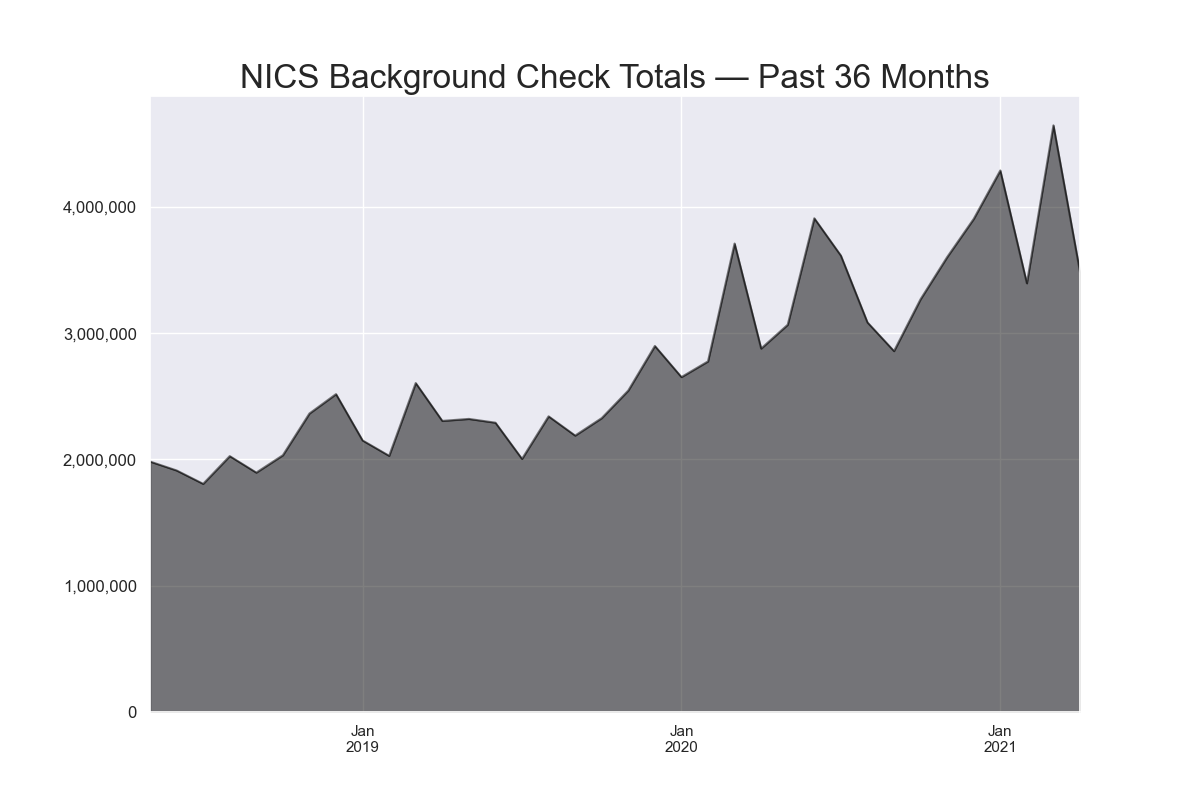 NICS Background Check Totals — Past 36 Months
4,000,000
3,000,000
2,000,000
1,000,000
0
Jan
2019
Jan
2020
Jan
2021